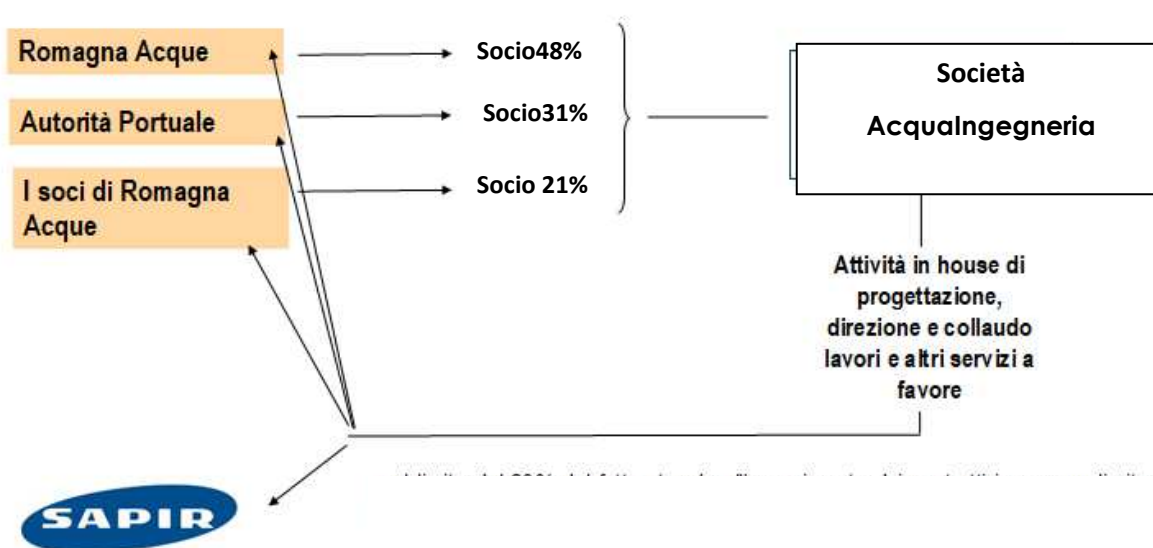 Romagna Acque
Socio48%
Società
AcquaIngegneria
Autorità Portuale
Socio31%
I soci di Romagna
Acque
Socio 21%
Attività in house di
progettazione,
direzione e collaudo
lavori e altri servizi a
favore
SAPIR